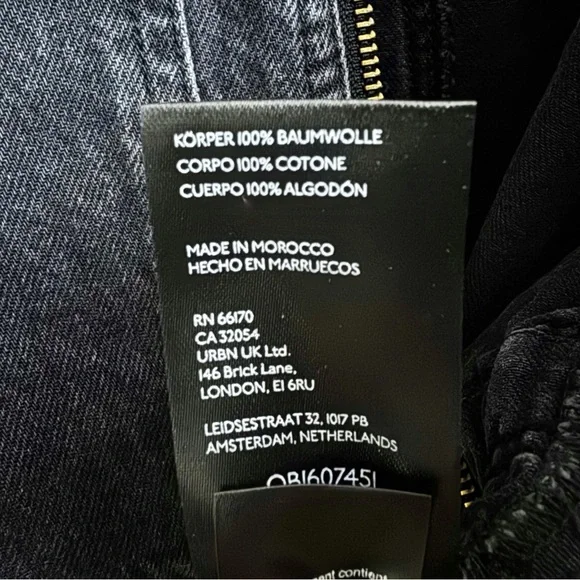 KÖRPER 100% BAUMWOLLE
CORPO 100% COTONE
CUERPO 100% ALGODÓN
MADE IN MOROCCO
HECHO EN MARRUECOS
RN 66170
CA 32054
URBN UK Ltd.
146 Brick Lane,
LONDON, E1 6RU
LEIDSESTRAAT 32, 1017 PB
AMSTERDAM, NETHERLANDS
OB1607451